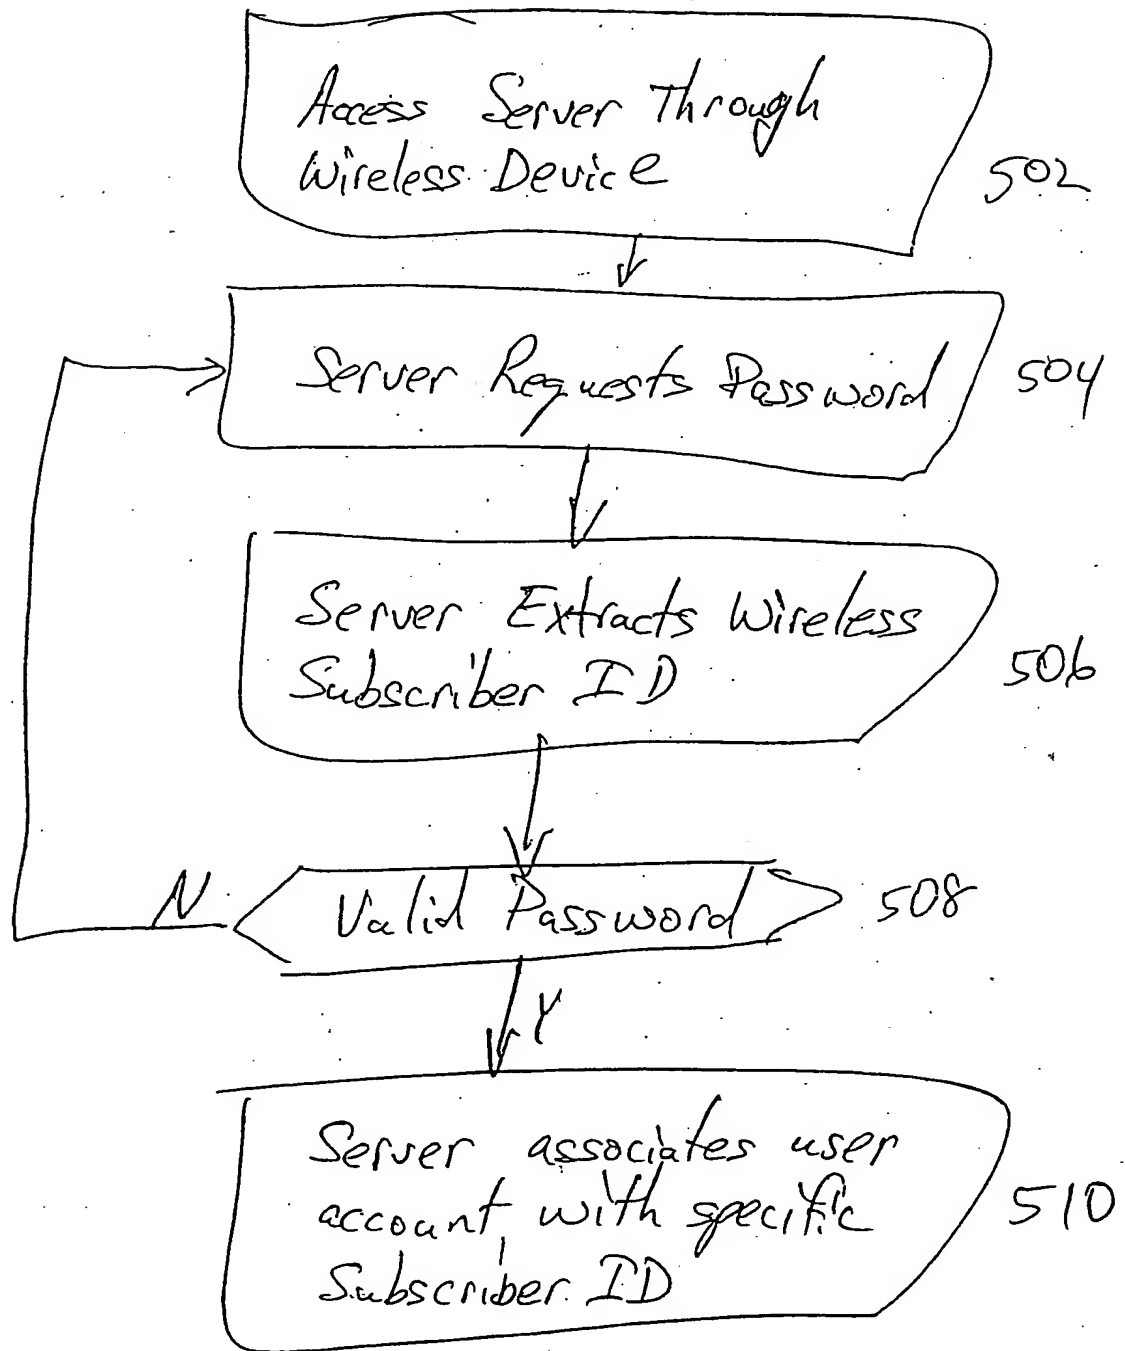 Access Server Through
Wireless Device
502
Server Requests Password
504
Server Extracts Wireless
Subscriber ID
506
N
Valid Password
508
Y
Server associates user
account, with specific
Subscriber ID
510